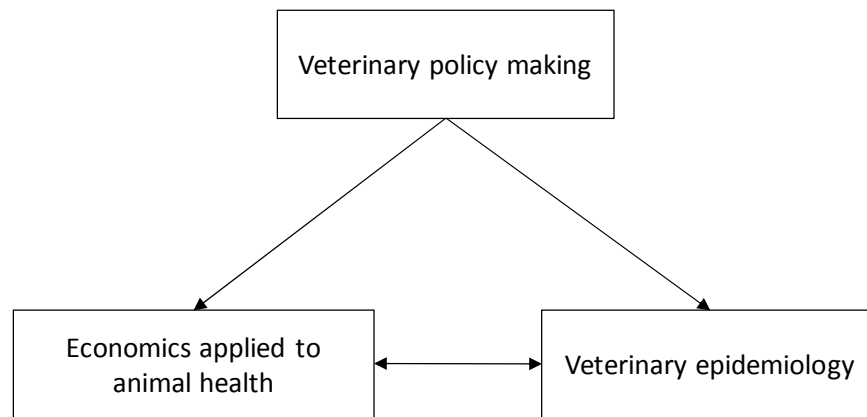 Veterinary policy making
Economics applied to
animal health
Veterinary epidemiology